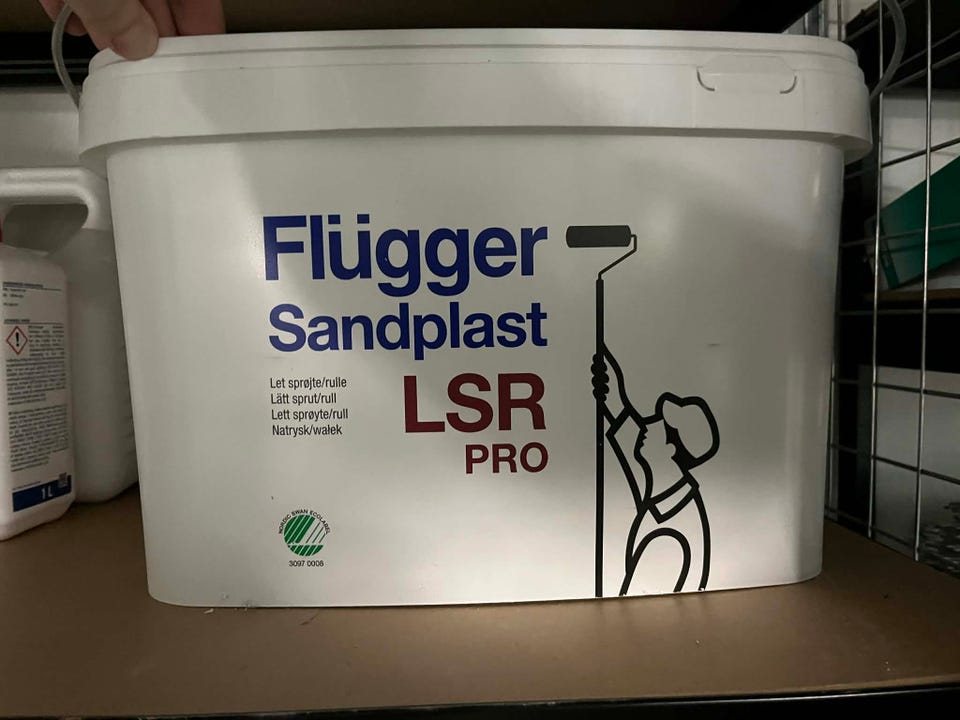 Flügger
Sandplast
Let sprøjte/rulle
Lätt sprut/rull
Lett sprøyte/rull
Natrysk/wałek
LSR
PRO
NORDIC SWAN ECOLABEL
3097 0008
1 L